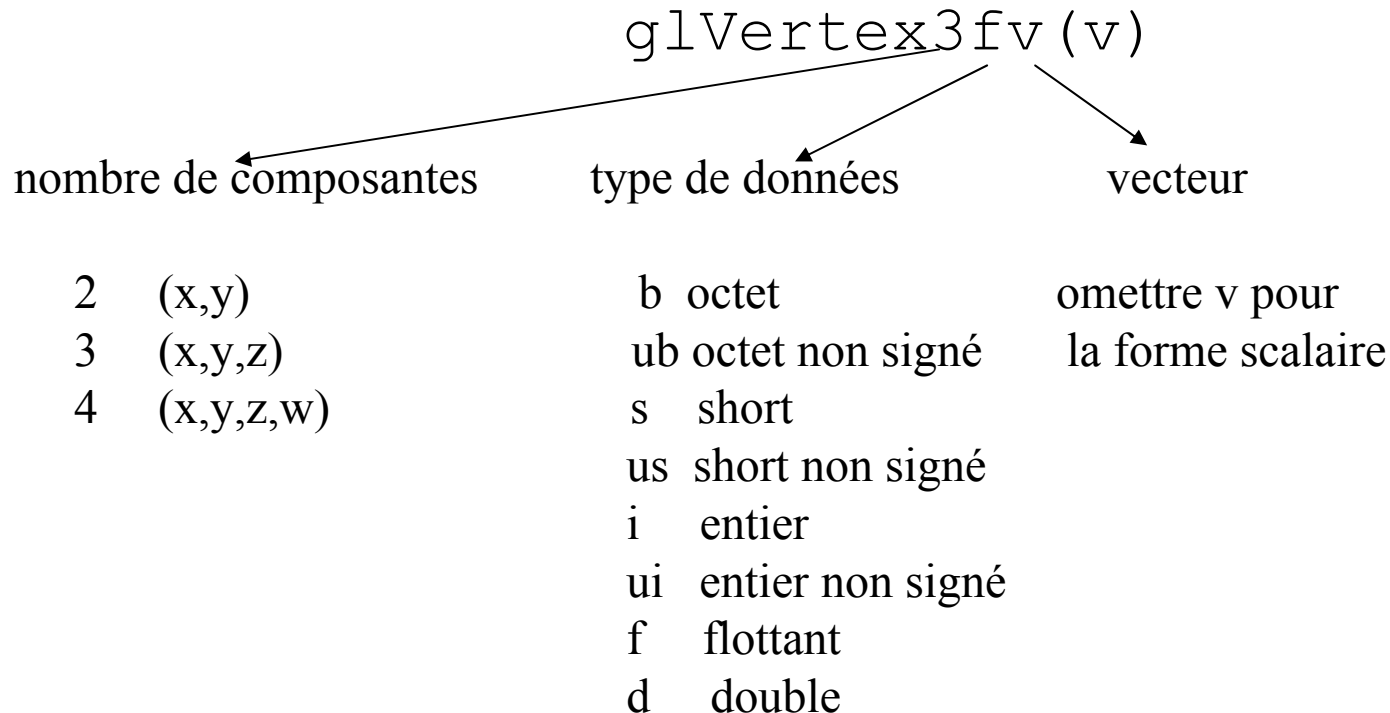 glVertex3fv(v)
nombre de composantes type de données vecteur
2 (x,y) b octet omettre v pour
3 (x,y,z) ub octet non signé la forme scalaire
4 (x,y,z,w) s short
us short non signé
i entier
ui entier non signé
f flottant
d double